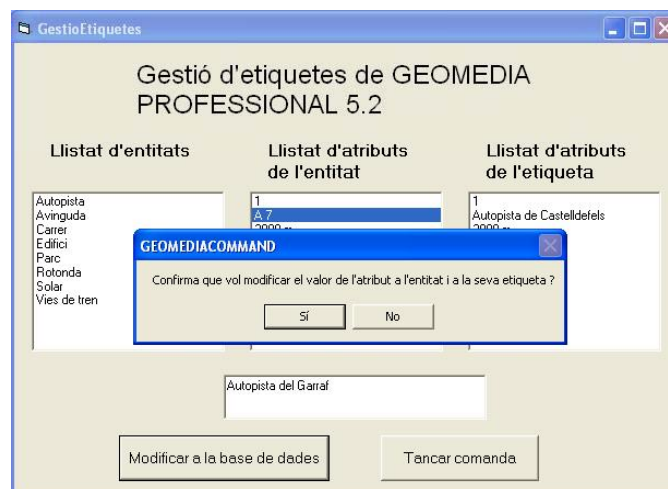 GestioEtiquetes
Gestió d'etiquetes de GEOMEDIA
PROFESSIONAL 5.2
Llistat d'entitats
Llistat d'atributs
de l'entitat
Llistat d'atributs
de l'etiqueta
Autopista
Avinguda
Carrer
Edifici
Parc
Rotonda
Solar
Vies de tren
1
A 7
1
Autopista de Castelldefels
GEOMEDIACOMMAND
Confirma que vol modificar el valor de l'atribut a l'entitat i a la seva etiqueta ?
Sí
No
Autopista del Garraf
Modificar a la base de dades
Tancar comanda